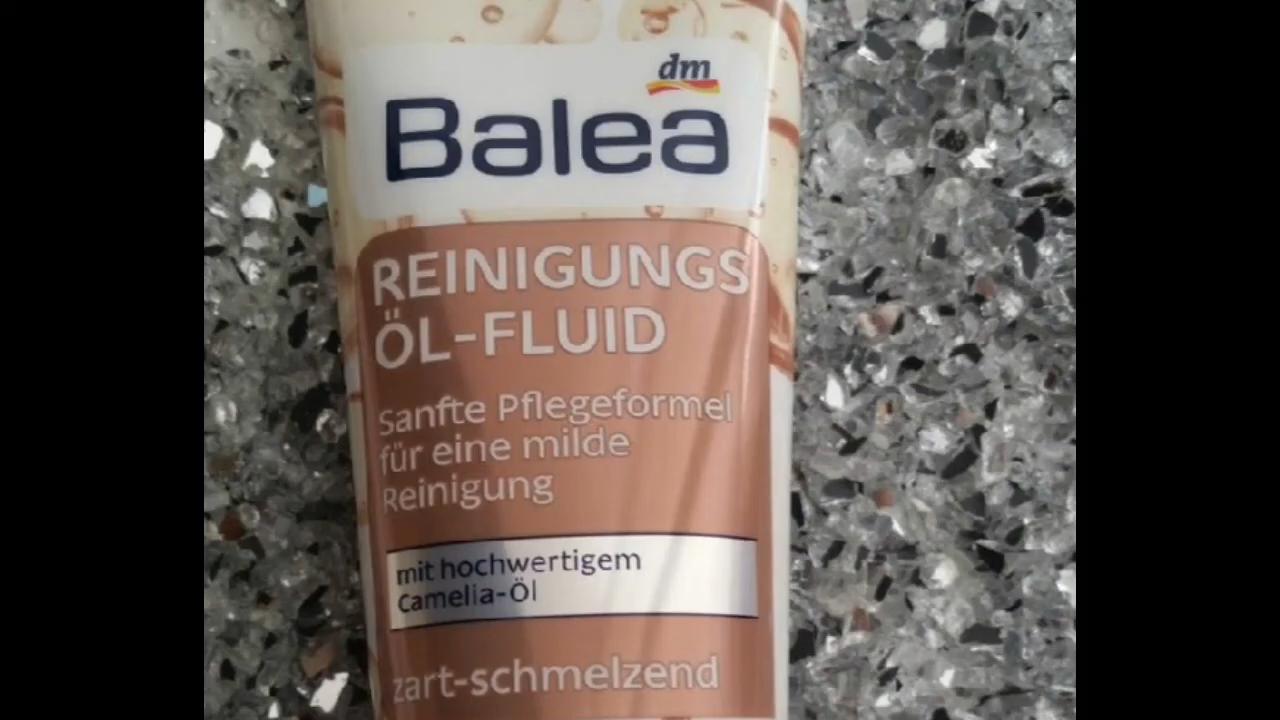 dm
Balea
REINIGUNGS
ÖL-FLUID
Sanfte Pflegeformel
für eine milde
Reinigung
mit hochwertigem
Camelia-Öl
zart-schmelzend